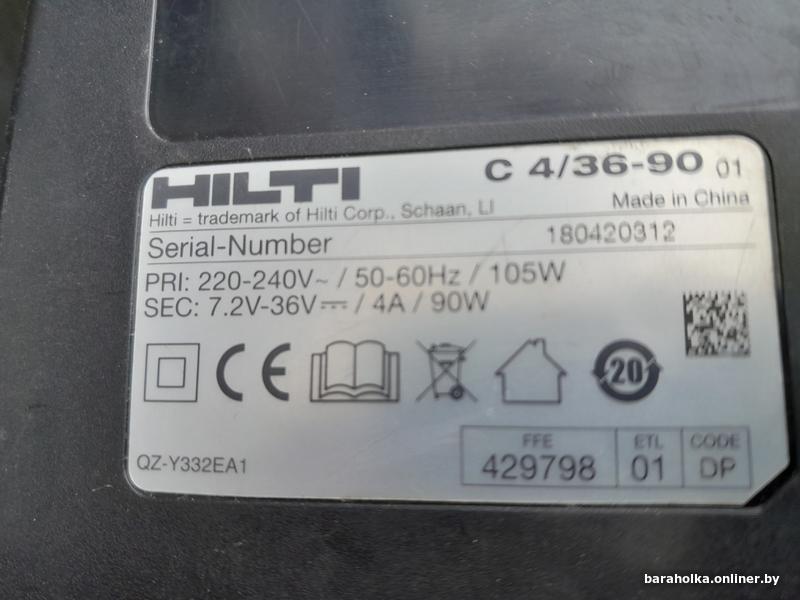 HILTI
C 4/36-90 01
Hilti = trademark of Hilti Corp., Schaan, LI
Made in China
Serial-Number
180420312
PRI: 220-240V~ / 50-60Hz / 105W
SEC: 7.2V-36V⎓ / 4A / 90W
CE
20
QZ-Y332EA1
FFE ETL CODE
429798 01 DP
baraholka.onliner.by